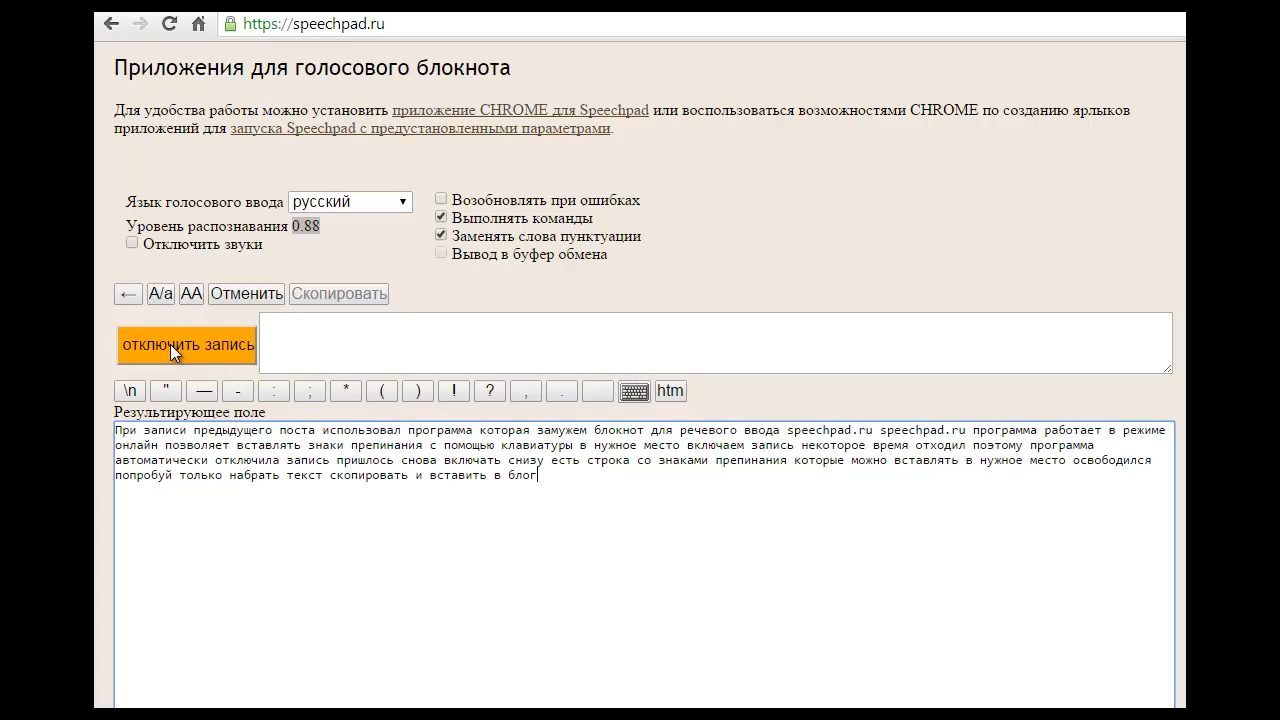 https://speechpad.ru
Приложения для голосового блокнота
Для удобства работы можно установить приложение CHROME для Speechpad или воспользоваться возможностями CHROME по созданию ярлыков
приложений для запуска Speechpad с предустановленными параметрами.
Язык голосового ввода русский
Уровень распознавания 0.88
Отключить звуки
Возобновлять при ошибках
Выполнять команды
Заменять слова пунктуации
Вывод в буфер обмена
← A/a AA Отменить Скопировать
отключить запись
\n " — - : ; * ( ) ! ? , . htm
Результирующее поле
При записи предыдущего поста использовал программа которая замужем блокнот для речевого ввода speechpad.ru speechpad.ru программа работает в режиме
онлайн позволяет вставлять знаки препинания с помощью клавиатуры в нужное место включаем запись некоторое время отходил поэтому программа
автоматически отключила запись пришлось снова включать снизу есть строка со знаками препинания которые можно вставлять в нужное место освободился
попробуй только набрать текст скопировать и вставить в блог